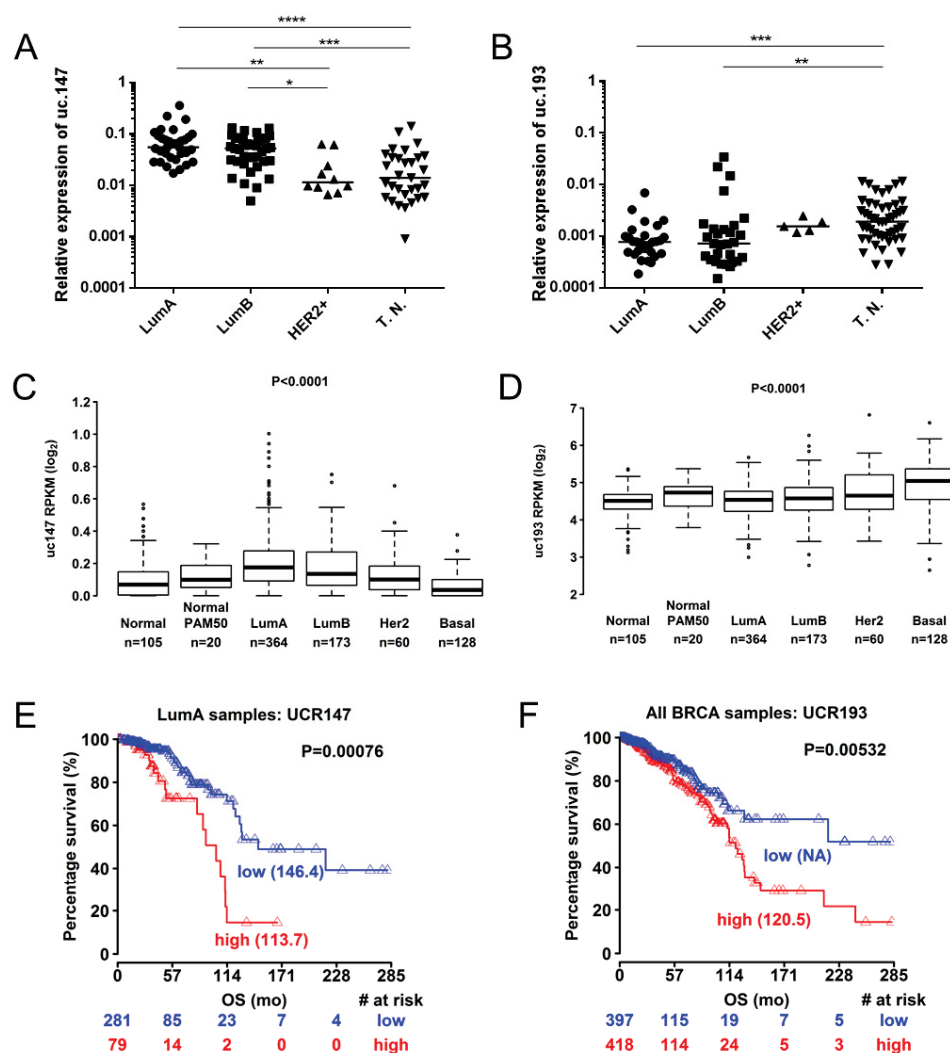 A
B
****
***
**
*
Relative expression of uc.147
1
0.1
0.01
0.001
0.0001
LumA
LumB
HER2+
T. N.
***
**
Relative expression of uc.193
1
0.1
0.01
0.001
0.0001
LumA
LumB
HER2+
T. N.
C
P<0.0001
uc147 RPKM (log2)
1.2
1.0
0.8
0.6
0.4
0.2
0.0
Normal Normal PAM50 LumA LumB Her2 Basal
n=105 n=20 n=364 n=173 n=60 n=128
D
P<0.0001
uc193 RPKM (log2)
7
6
5
4
3
2
Normal Normal PAM50 LumA LumB Her2 Basal
n=105 n=20 n=364 n=173 n=60 n=128
E
LumA samples: UCR147
P=0.00076
Percentage survival (%)
100
80
60
40
20
0
low (146.4)
high (113.7)
0 57 114 171 228 285
OS (mo) # at risk
281 85 23 7 4 low
79 14 2 0 0 high
F
All BRCA samples: UCR193
P=0.00532
Percentage survival (%)
100
80
60
40
20
0
low (NA)
high (120.5)
0 57 114 171 228 285
OS (mo) # at risk
397 115 19 7 5 low
418 114 24 5 3 high